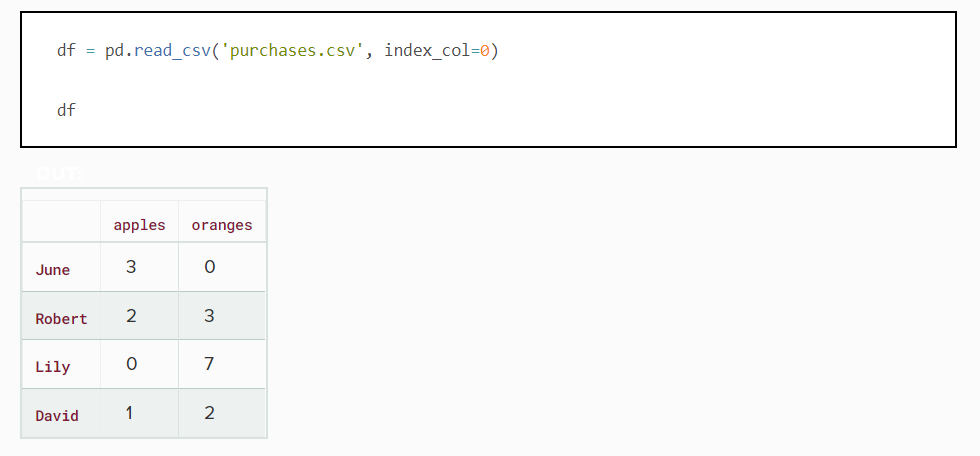 df = pd.read_csv('purchases.csv', index_col=0)
df
OUT:
apples oranges
June 3 0
Robert 2 3
Lily 0 7
David 1 2